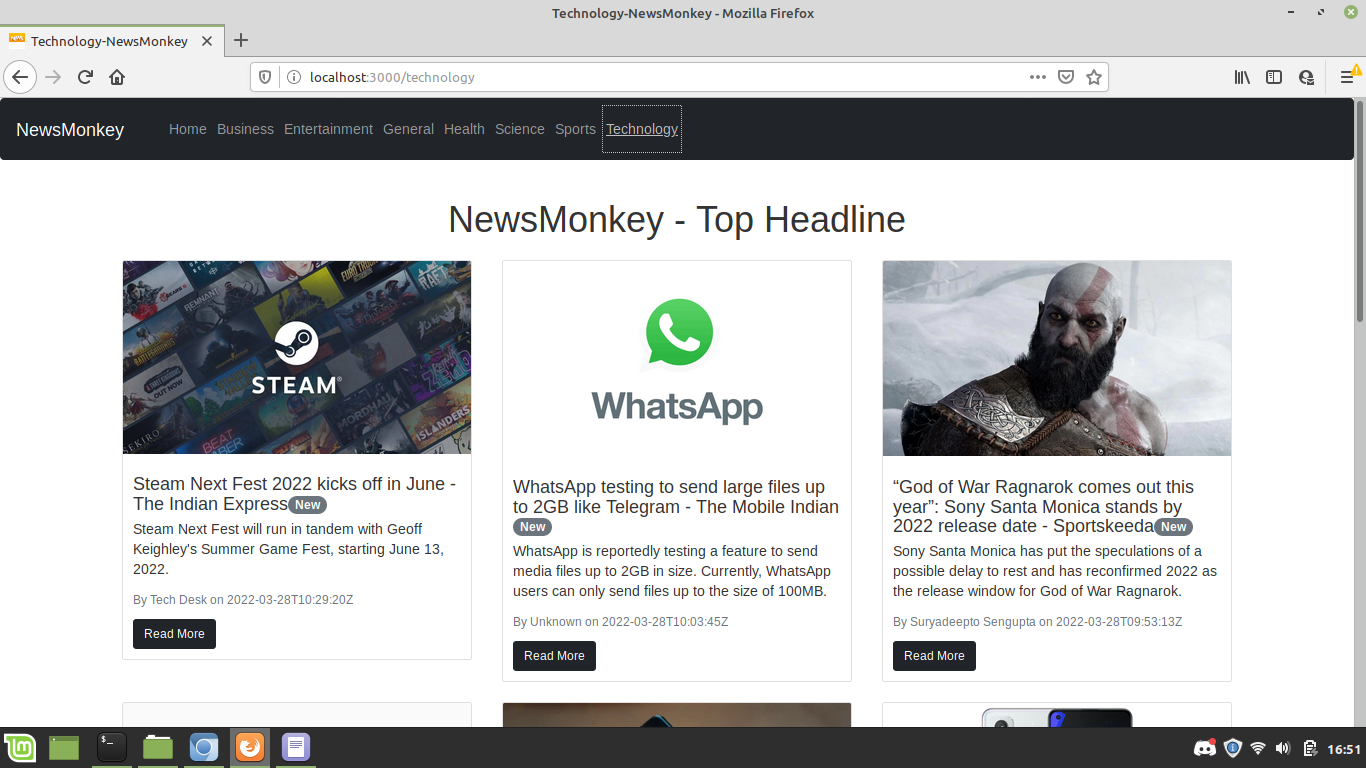 Technology-NewsMonkey - Mozilla Firefox
Technology-NewsMonkey
localhost:3000/technology
NewsMonkey Home Business Entertainment General Health Science Sports Technology
NewsMonkey - Top Headline
REMNANT
RAFT
STEAM®
BEAT SABER
ISLANDERS
Steam Next Fest 2022 kicks off in June -
The Indian Express New
Steam Next Fest will run in tandem with Geoff
Keighley's Summer Game Fest, starting June 13,
2022.
By Tech Desk on 2022-03-28T10:29:20Z
Read More
WhatsApp
WhatsApp testing to send large files up
to 2GB like Telegram - The Mobile Indian
New
WhatsApp is reportedly testing a feature to send
media files up to 2GB in size. Currently, WhatsApp
users can only send files up to the size of 100MB.
By Unknown on 2022-03-28T10:03:45Z
Read More
“God of War Ragnarok comes out this
year”: Sony Santa Monica stands by
2022 release date - Sportskeeda New
Sony Santa Monica has put the speculations of a
possible delay to rest and has reconfirmed 2022 as
the release window for God of War Ragnarok.
By Suryadeepto Sengupta on 2022-03-28T09:53:13Z
Read More
16:51